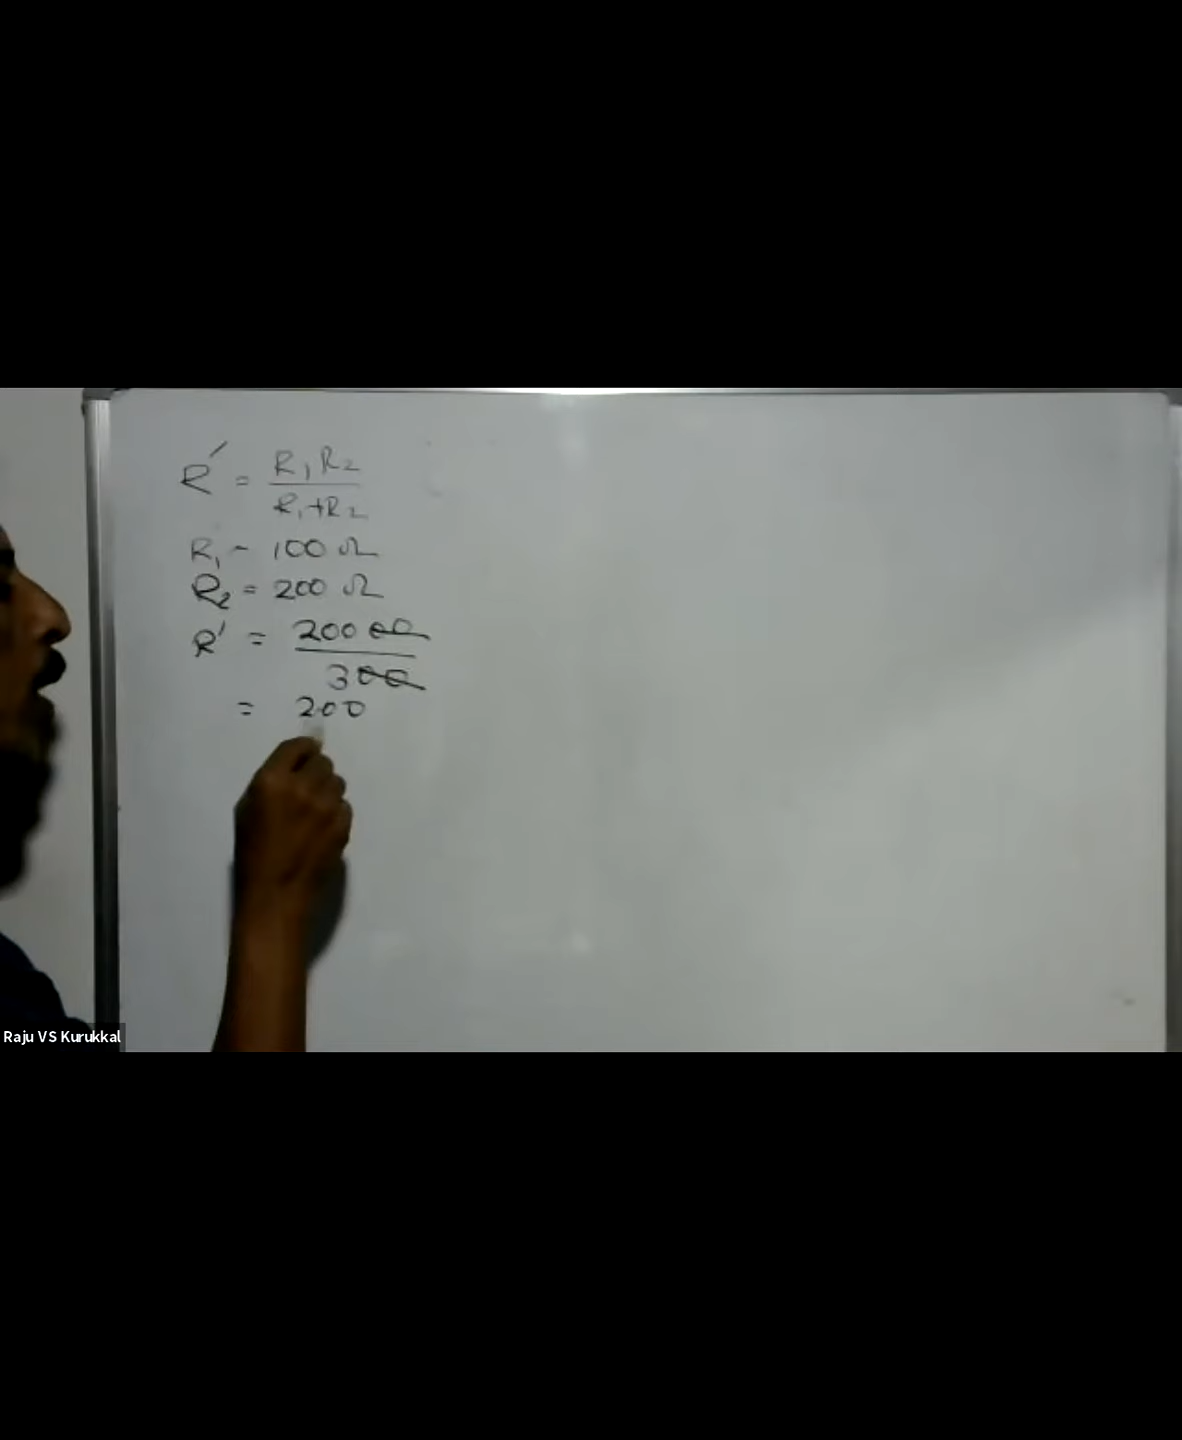 R′ = R₁R₂ / R₁+R₂
R₁ – 100 Ω
R₂ = 200 Ω
R′ = 20000 / 300
= 200
Raju VS Kurukkal